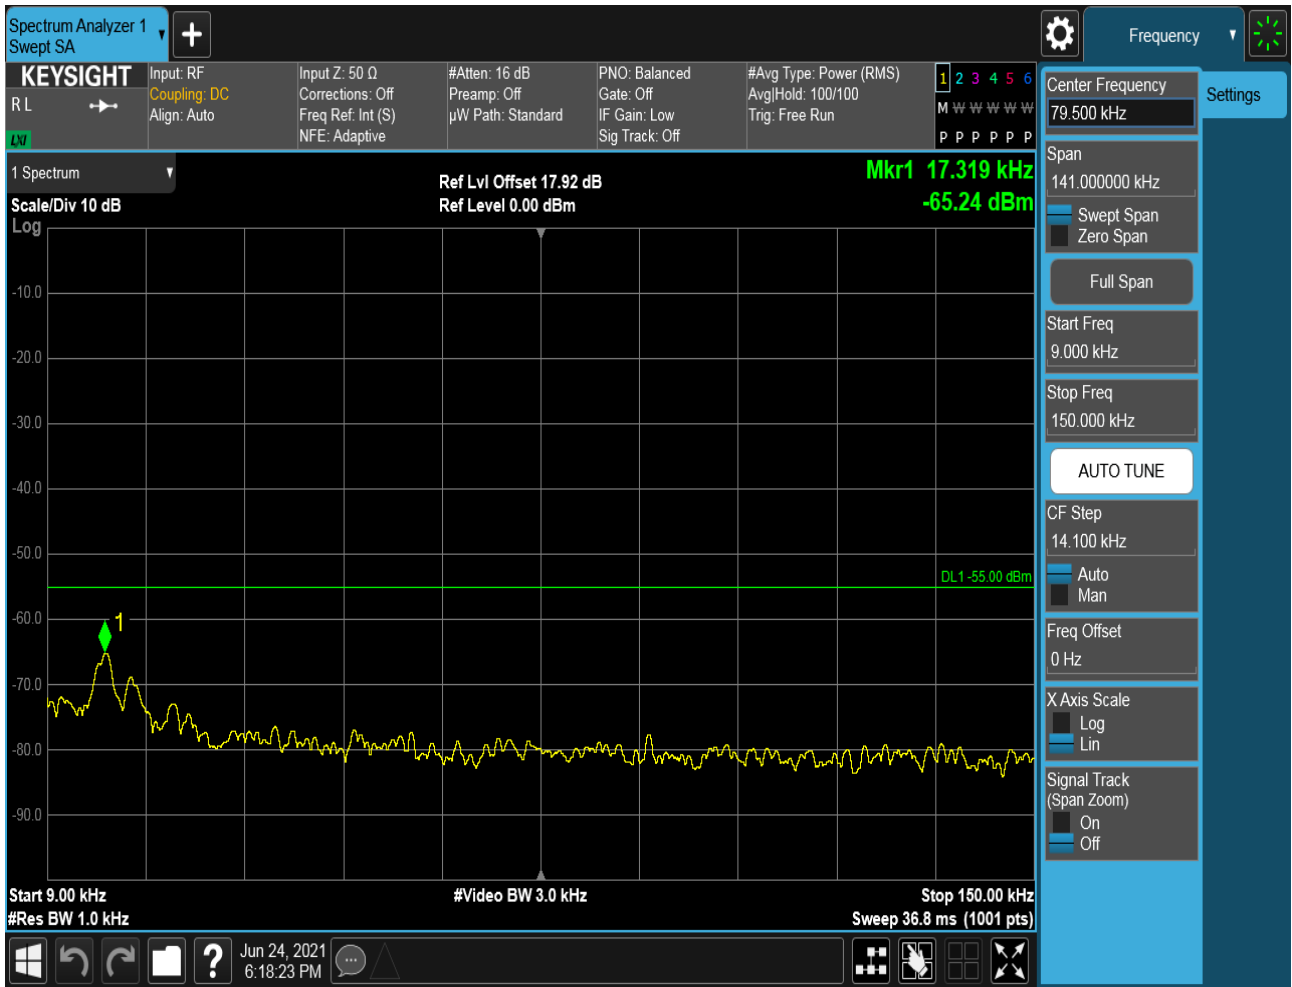 Spectrum Analyzer 1
Swept SA
Frequency
KEYSIGHT
R L
LXI
Input: RF
Coupling: DC
Align: Auto
Input Z: 50 Ω
Corrections: Off
Freq Ref: Int (S)
NFE: Adaptive
#Atten: 16 dB
Preamp: Off
µW Path: Standard
PNO: Balanced
Gate: Off
IF Gain: Low
Sig Track: Off
#Avg Type: Power (RMS)
Avg|Hold: 100/100
Trig: Free Run
1 2 3 4 5 6
M W W W W W
P P P P P P
1 Spectrum
Scale/Div 10 dB
Log
Ref Lvl Offset 17.92 dB
Ref Level 0.00 dBm
Mkr1 17.319 kHz
-65.24 dBm
-10.0
-20.0
-30.0
-40.0
-50.0
DL1 -55.00 dBm
-60.0
1
-70.0
-80.0
-90.0
Start 9.00 kHz
#Res BW 1.0 kHz
#Video BW 3.0 kHz
Stop 150.00 kHz
Sweep 36.8 ms (1001 pts)
Center Frequency
79.500 kHz
Settings
Span
141.000000 kHz
Swept Span
Zero Span
Full Span
Start Freq
9.000 kHz
Stop Freq
150.000 kHz
AUTO TUNE
CF Step
14.100 kHz
Auto
Man
Freq Offset
0 Hz
X Axis Scale
Log
Lin
Signal Track
(Span Zoom)
On
Off
?
Jun 24, 2021
6:18:23 PM